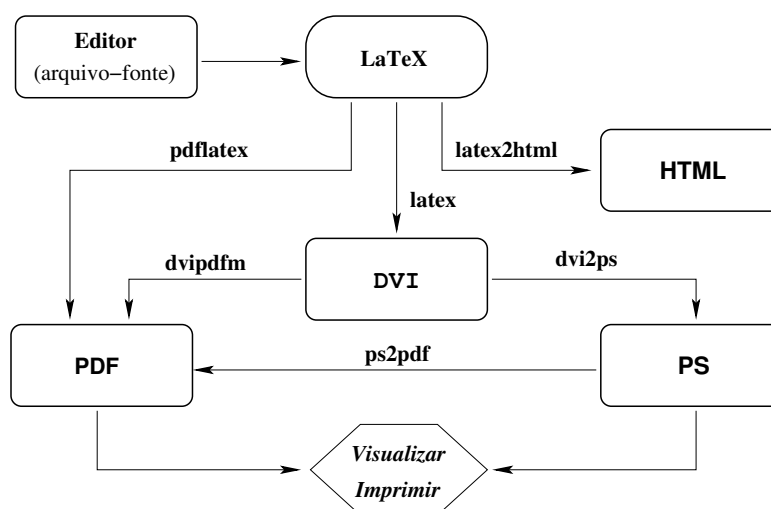 Editor
(arquivo−fonte)
LaTeX
pdflatex
latex2html
HTML
latex
dvipdfm
DVI
dvi2ps
PDF
ps2pdf
PS
Visualizar
Imprimir